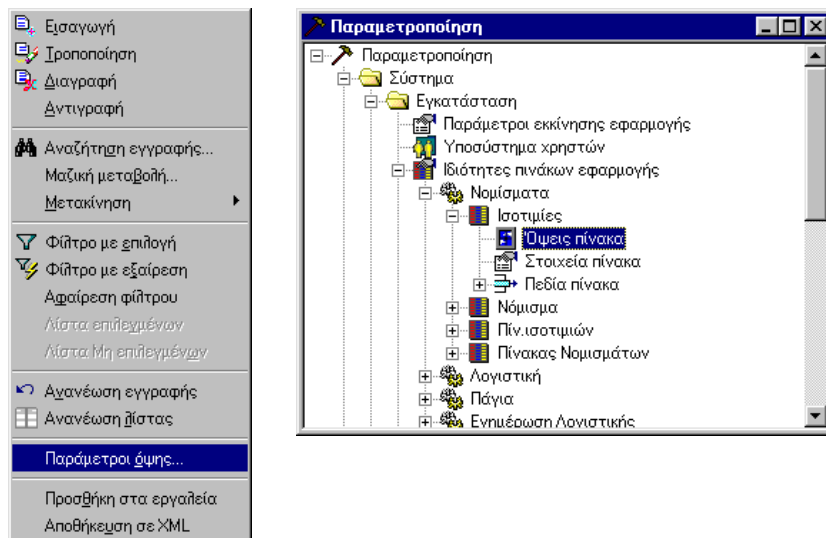 Εισαγωγή
Τροποποίηση
Διαγραφή
Αντιγραφή
Αναζήτηση εγγραφής...
Μαζική μεταβολή...
Μετακίνηση
Φίλτρο με επιλογή
Φίλτρο με εξαίρεση
Αφαίρεση φίλτρου
Λίστα επιλεγμένων
Λίστα Μη επιλεγμένων
Ανανέωση εγγραφής
Ανανέωση λίστας
Παράμετροι όψης...
Προσθήκη στα εργαλεία
Αποθήκευση σε XML
Παραμετροποίηση
Παραμετροποίηση
Σύστημα
Εγκατάσταση
Παράμετροι εκκίνησης εφαρμογής
Υποσύστημα χρηστών
Ιδιότητες πινάκων εφαρμογής
Νομίσματα
Ισοτιμίες
Όψεις πίνακα
Στοιχεία πίνακα
Πεδία πίνακα
Νόμισμα
Πίν.ισοτιμιών
Πίνακας Νομισμάτων
Λογιστική
Πάγια
Ενημέρωση Λογιστικής